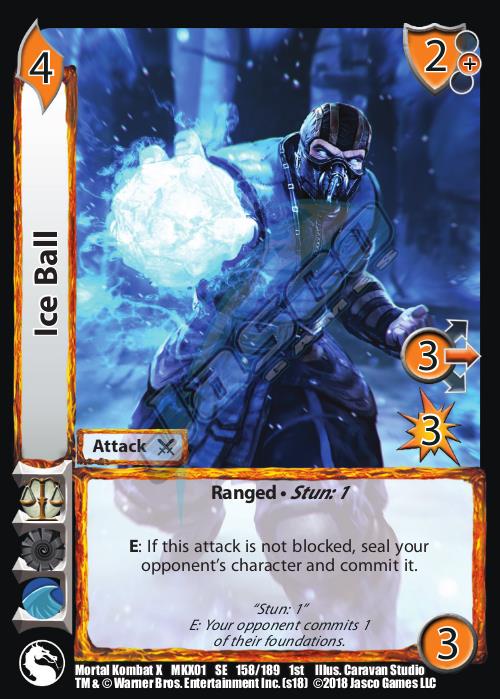 4
2
+
Ice Ball
JASCO
GAMES
3
3
Attack
Ranged • Stun: 1
E: If this attack is not blocked, seal your
opponent's character and commit it.
"Stun: 1"
E: Your opponent commits 1
of their foundations.
3
Mortal Kombat X MKX01 SE 158/189 1st Illus. Caravan Studio
TM & © Warner Bros. Entertainment Inc. (s18) ©2018 Jasco Games LLC